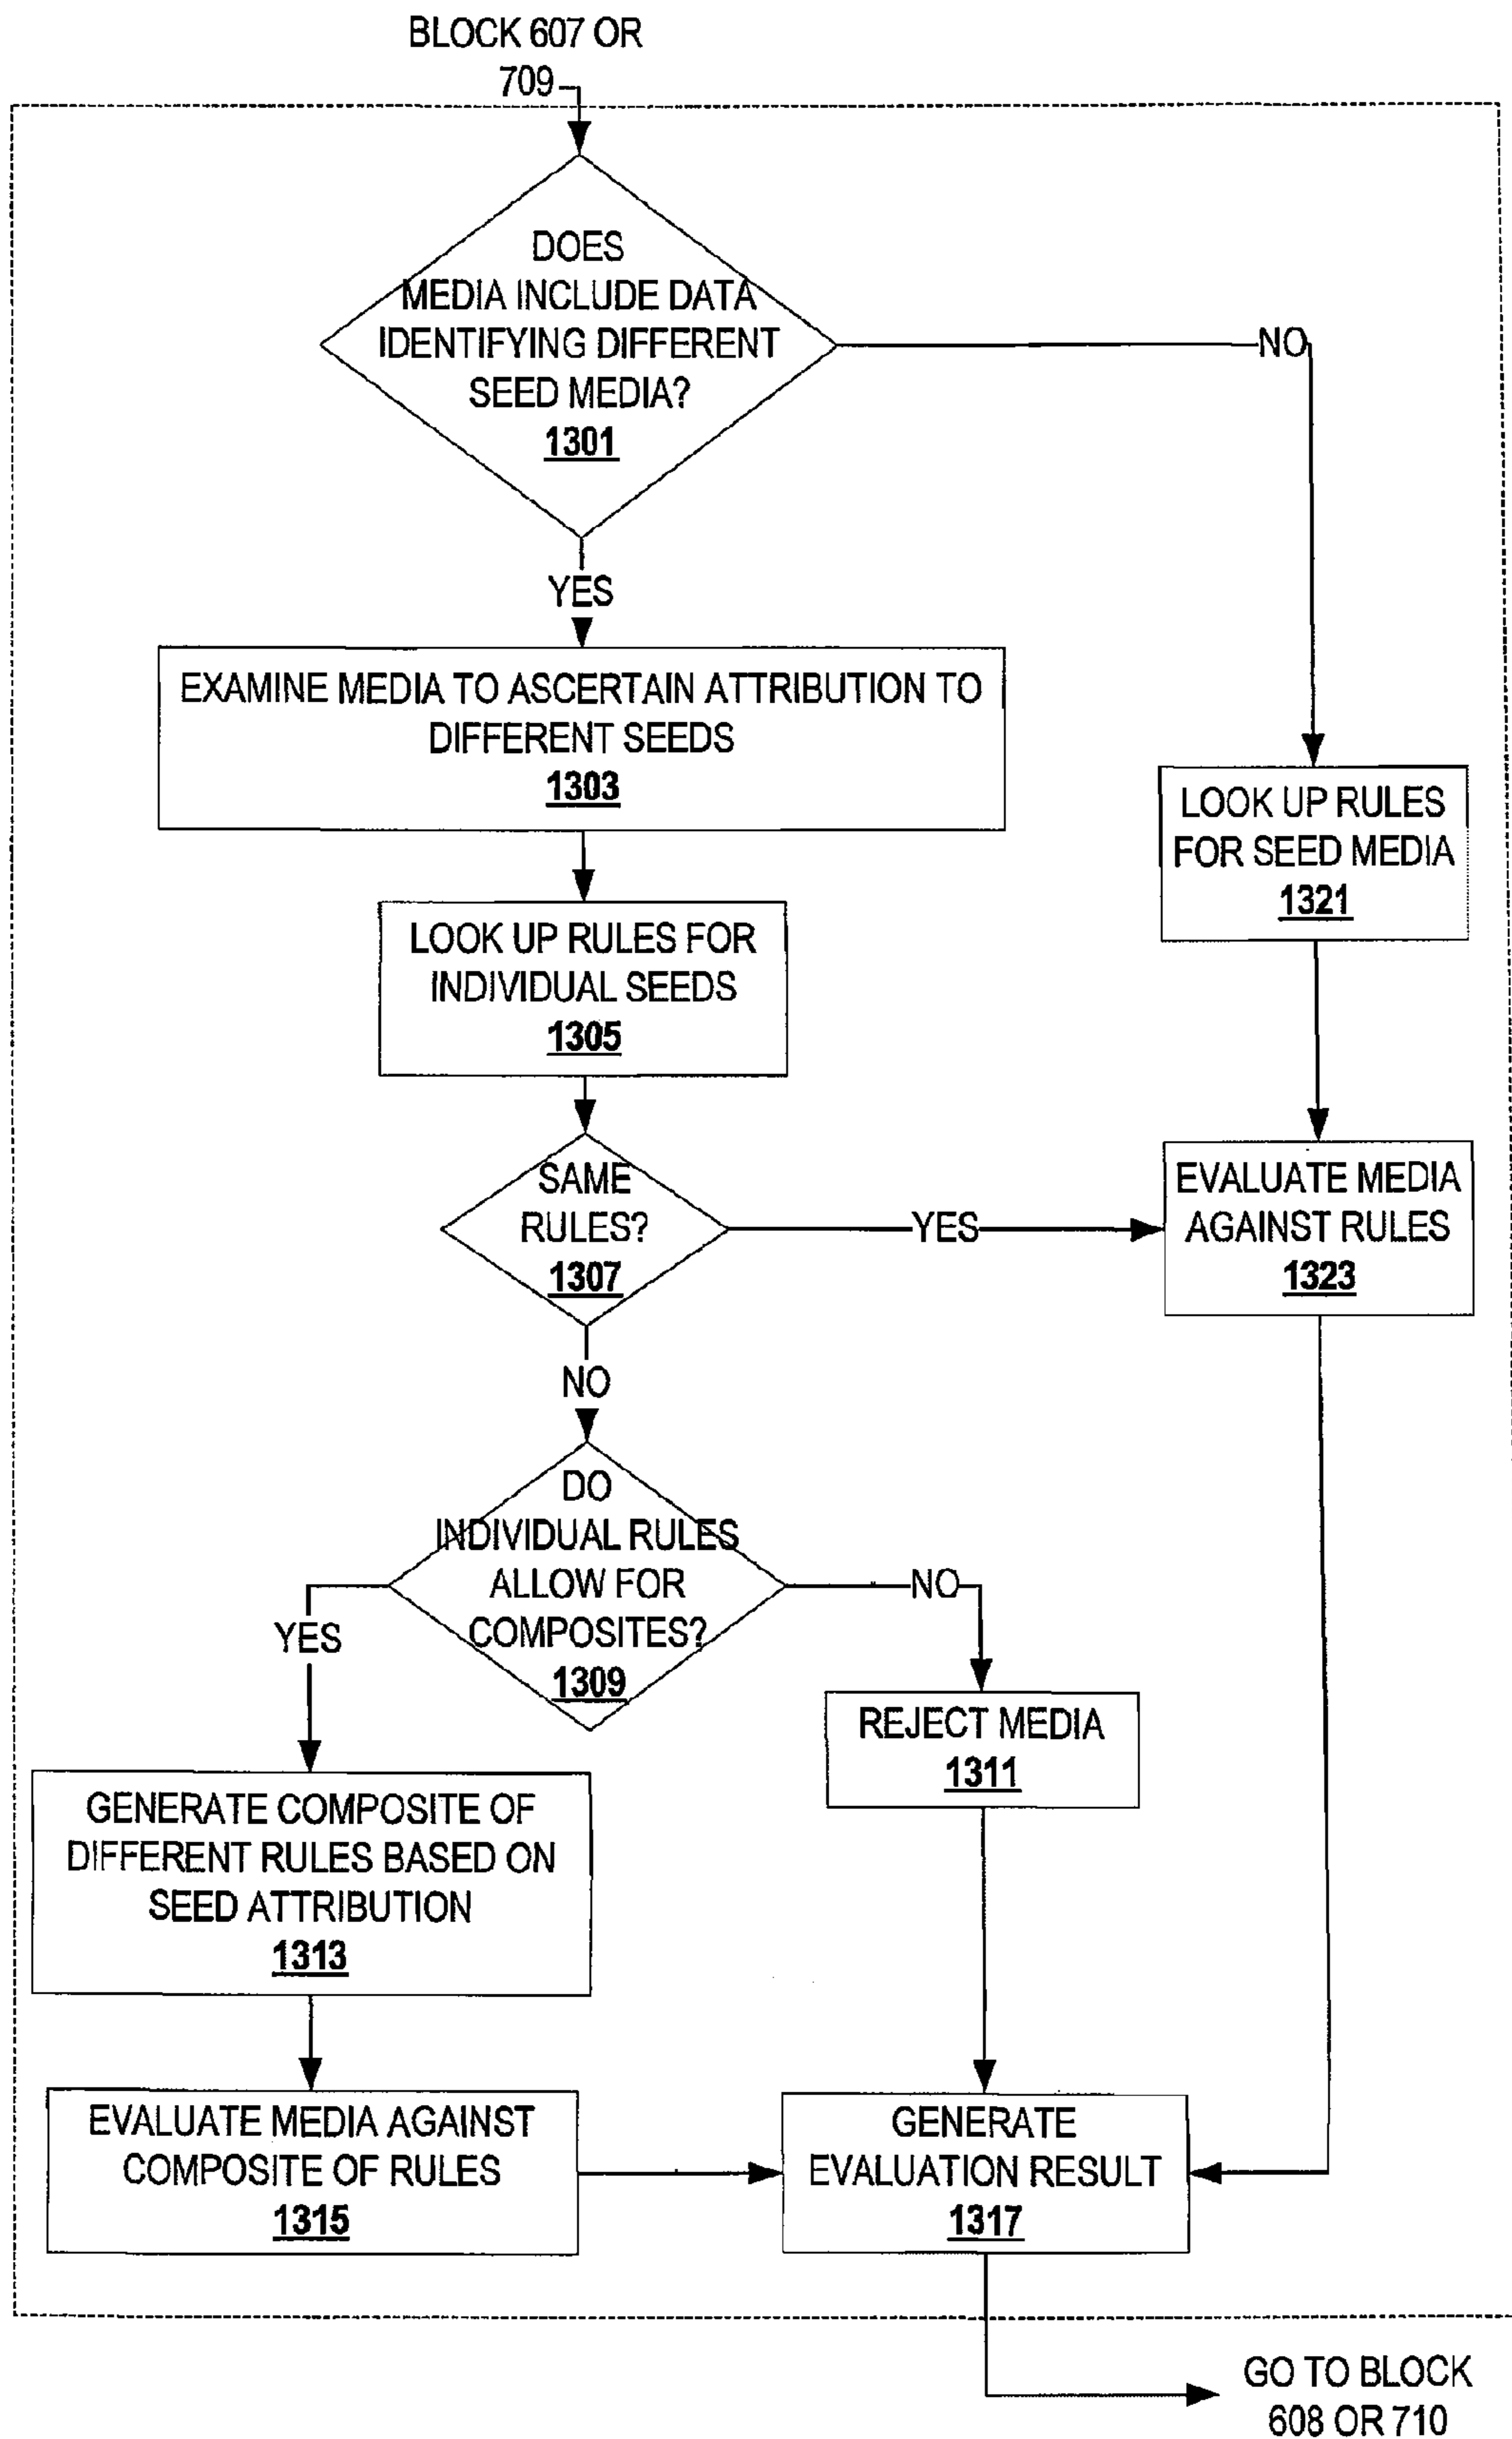 BLOCK 607 OR
709
DOES
MEDIA INCLUDE DATA
IDENTIFYING DIFFERENT
SEED MEDIA?
1301
NO
YES
EXAMINE MEDIA TO ASCERTAIN ATTRIBUTION TO
DIFFERENT SEEDS
1303
LOOK UP RULES
FOR SEED MEDIA
1321
LOOK UP RULES FOR
INDIVIDUAL SEEDS
1305
SAME
RULES?
1307
YES
EVALUATE MEDIA
AGAINST RULES
1323
NO
DO
INDIVIDUAL RULES
ALLOW FOR
COMPOSITES?
1309
NO
YES
REJECT MEDIA
1311
GENERATE COMPOSITE OF
DIFFERENT RULES BASED ON
SEED ATTRIBUTION
1313
EVALUATE MEDIA AGAINST
COMPOSITE OF RULES
1315
GENERATE
EVALUATION RESULT
1317
GO TO BLOCK
608 OR 710